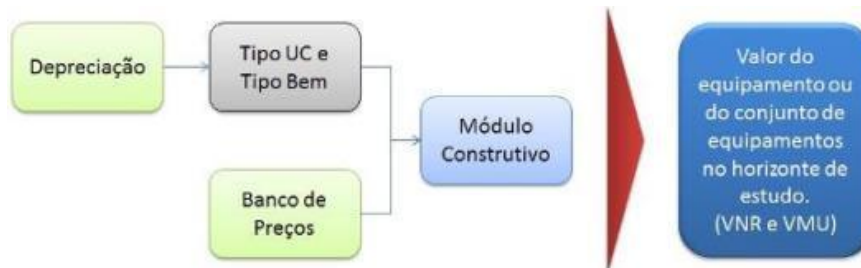 Depreciação
Tipo UC e
Tipo Bem
Banco de
Preços
Módulo
Construtivo
Valor do
equipamento ou
do conjunto de
equipamentos
no horizonte de
estudo.
(VNR e VMU)